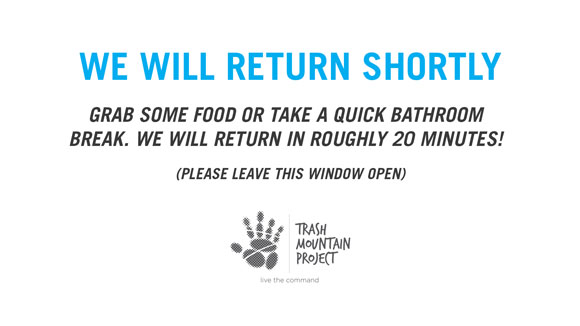 WE WILL RETURN SHORTLY
GRAB SOME FOOD OR TAKE A QUICK BATHROOM
BREAK. WE WILL RETURN IN ROUGHLY 20 MINUTES!
(PLEASE LEAVE THIS WINDOW OPEN)
TRASH
MOUNTAIN
PROJECT
live the command